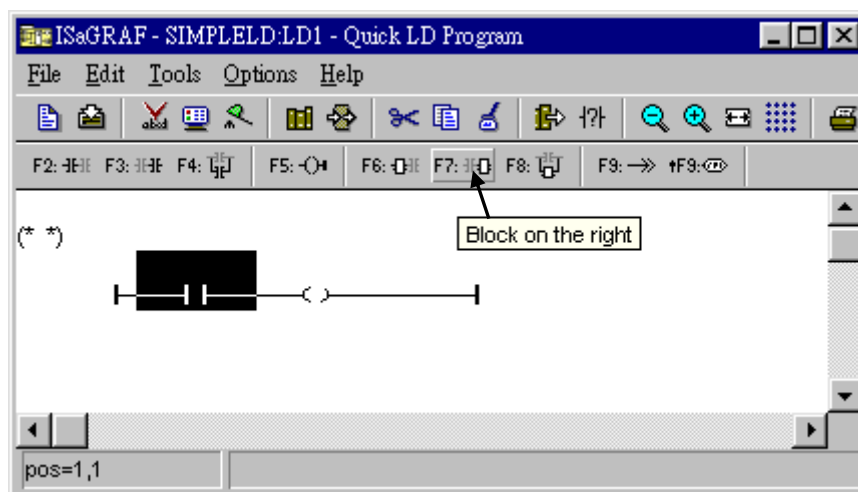 ISaGRAF - SIMPLELD:LD1 - Quick LD Program
File Edit Tools Options Help
F2: F3: F4: F5: F6: F7: F8: F9: ↑F9:
Block on the right
(* *)
pos=1,1